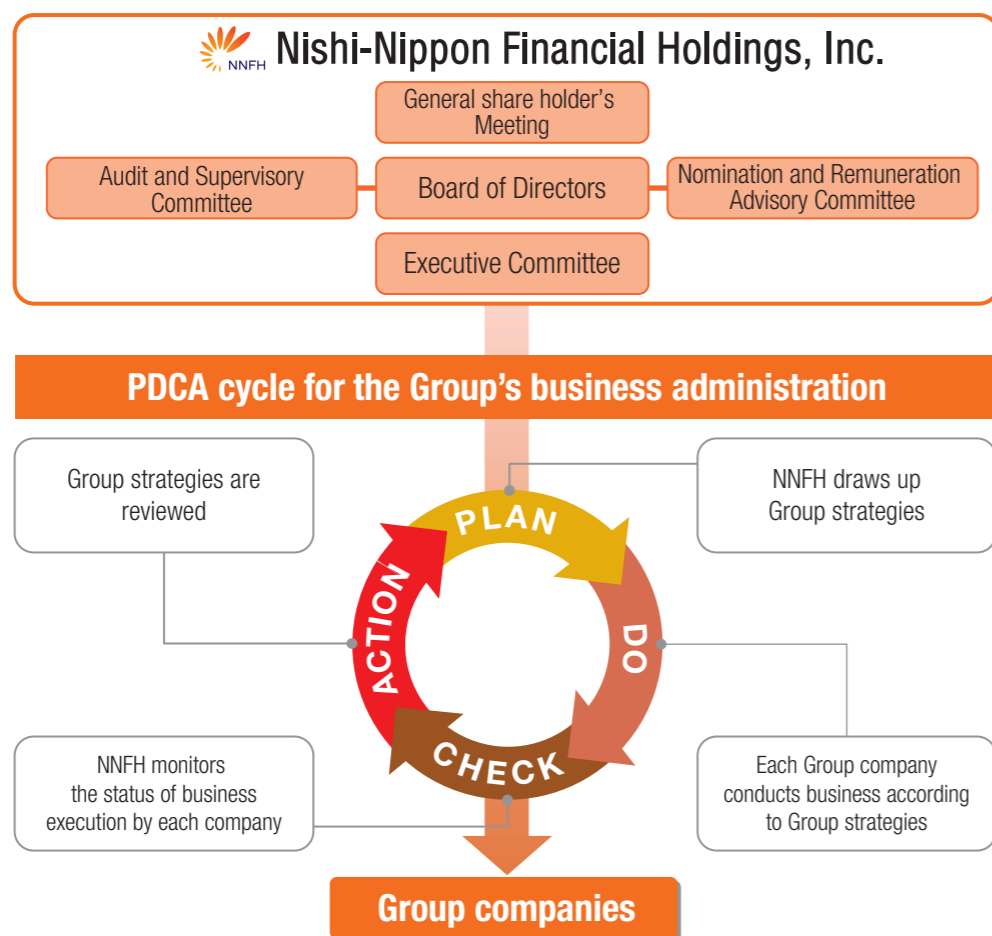 NNFH
Nishi-Nippon Financial Holdings, Inc.
General share holder's
Meeting
Audit and Supervisory
Committee
Board of Directors
Nomination and Remuneration
Advisory Committee
Executive Committee
PDCA cycle for the Group's business administration
Group strategies are
reviewed
NNFH draws up
Group strategies
PLAN
DO
CHECK
ACTION
NNFH monitors
the status of business
execution by each company
Each Group company
conducts business according
to Group strategies
Group companies